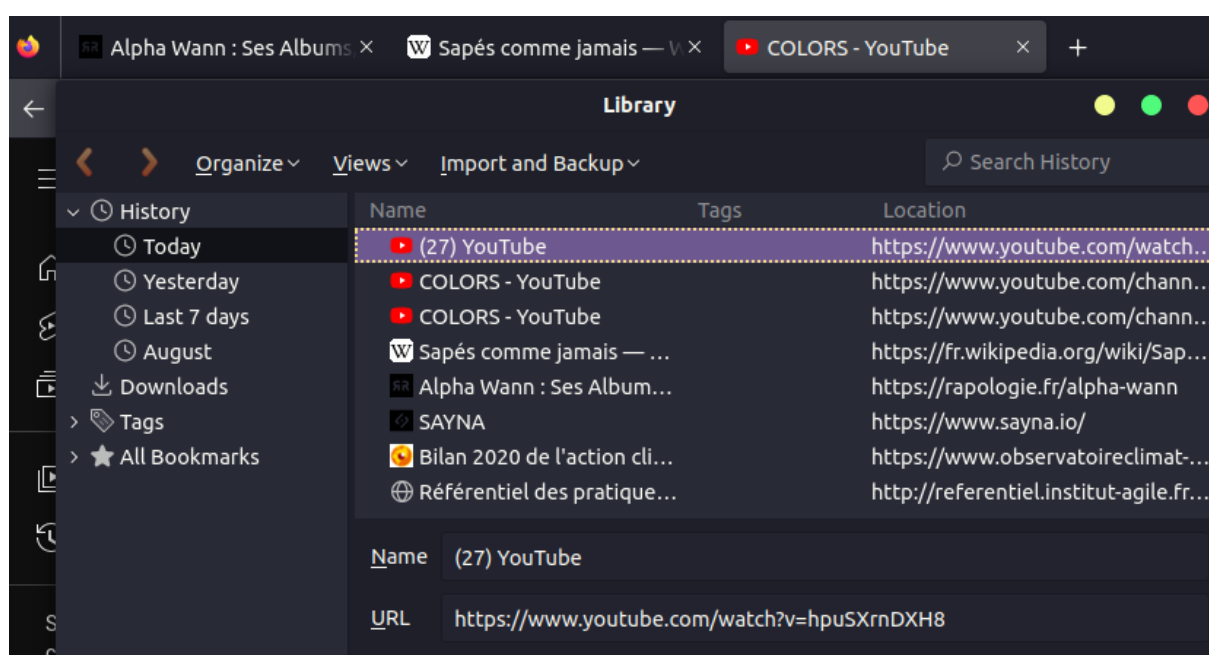 Alpha Wann : Ses Albums, Sapés comme jamais — W COLORS - YouTube
Library
Organize Views Import and Backup Search History
History Name Tags Location
Today (27) YouTube https://www.youtube.com/watch…
Yesterday COLORS - YouTube https://www.youtube.com/chann…
Last 7 days COLORS - YouTube https://www.youtube.com/chann…
August Sapés comme jamais — … https://fr.wikipedia.org/wiki/Sap…
Downloads Alpha Wann : Ses Album… https://rapologie.fr/alpha-wann
Tags SAYNA https://www.sayna.io/
All Bookmarks Bilan 2020 de l'action cli… https://www.observatoireclimat-…
Référentiel des pratique… http://referentiel.institut-agile.fr…
Name (27) YouTube
URL https://www.youtube.com/watch?v=hpuSXrnDXH8
S